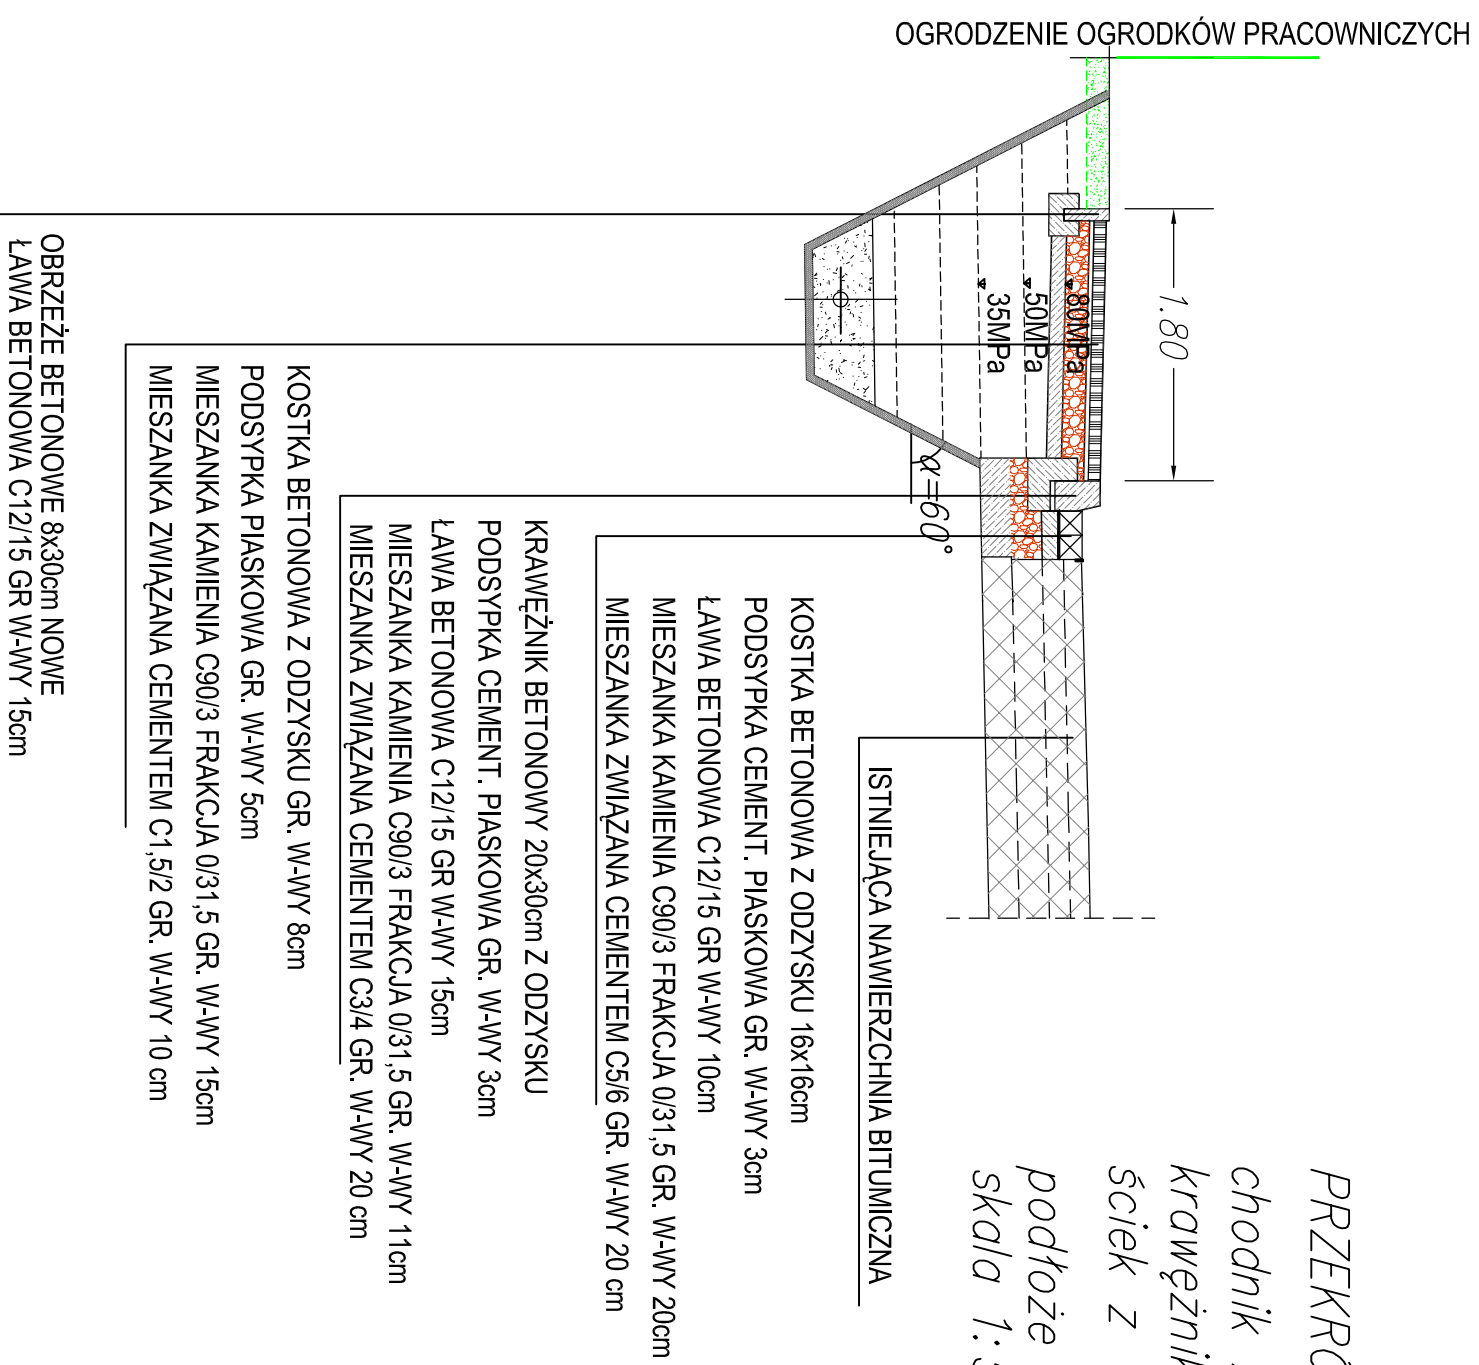 OGRODZENIE OGRODKÓW PRACOWNICZYCH
1.80
80MPa
50MPa
35MPa
α=60°
PRZEKRÓ
chodnik
krawężnik
ściek z
podłoże
skala 1:
ISTNIEJĄCA NAWIERZCHNIA BITUMICZNA
KOSTKA BETONOWA Z ODZYSKU 16x16cm
PODSYPKA CEMENT. PIASKOWA GR. W-WY 3cm
ŁAWA BETONOWA C12/15 GR W-WY 10cm
MIESZANKA KAMIENIA C90/3 FRAKCJA 0/31,5 GR. W-WY 20cm
MIESZANKA ZWIĄZANA CEMENTEM C5/6 GR. W-WY 20 cm
KRAWĘŻNIK BETONOWY 20x30cm Z ODZYSKU
PODSYPKA CEMENT. PIASKOWA GR. W-WY 3cm
ŁAWA BETONOWA C12/15 GR W-WY 15cm
MIESZANKA KAMIENIA C90/3 FRAKCJA 0/31,5 GR. W-WY 11cm
MIESZANKA ZWIĄZANA CEMENTEM C3/4 GR. W-WY 20 cm
KOSTKA BETONOWA Z ODZYSKU GR. W-WY 8cm
PODSYPKA PIASKOWA GR. W-WY 5cm
MIESZANKA KAMIENIA C90/3 FRAKCJA 0/31,5 GR. W-WY 15cm
MIESZANKA ZWIĄZANA CEMENTEM C1,5/2 GR. W-WY 10 cm
OBRZEŻE BETONOWE 8x30cm NOWE
ŁAWA BETONOWA C12/15 GR W-WY 15cm